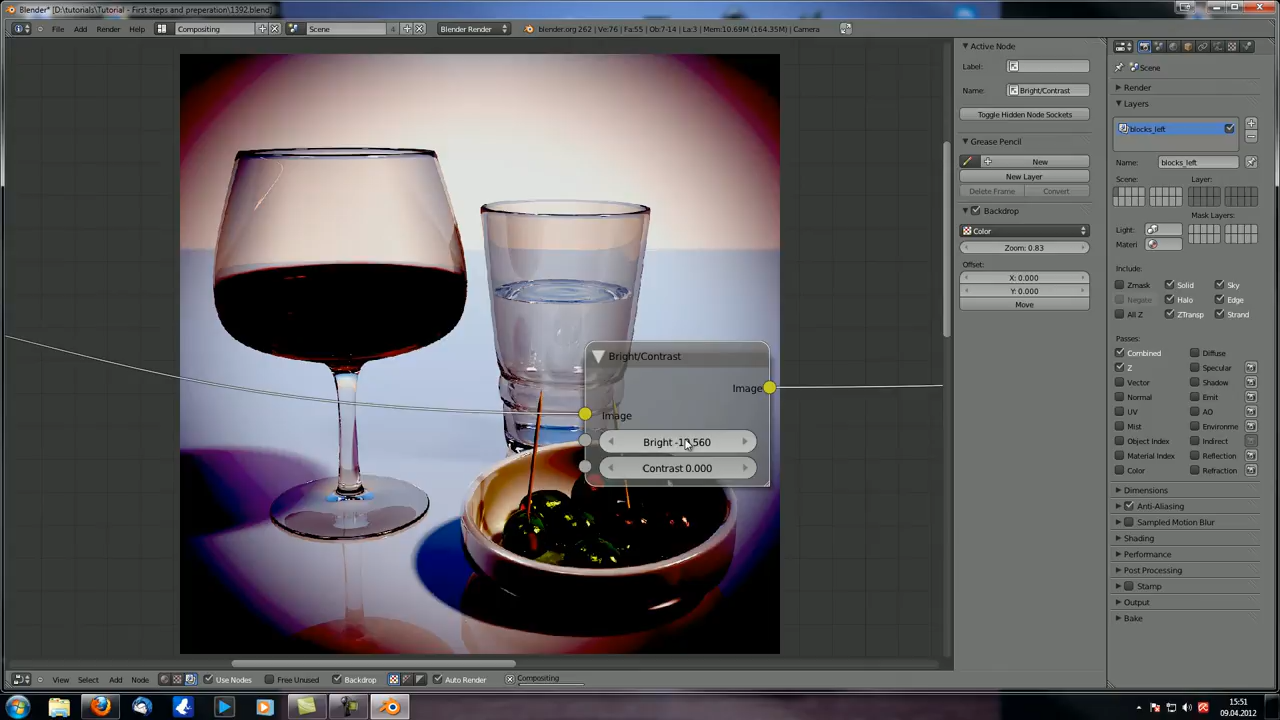 Blender* [D:\tutorials\Tutorial - First steps and preperation\1392.blend]
File Add Render Help Compositing Scene 4 Blender Render blender.org 262 | Ve:76 | Fa:55 | Ob:7-14 | La:3 | Mem:10.69M (164.35M) | Camera
Active Node
Label:
Name: Bright/Contrast
Toggle Hidden Node Sockets
Grease Pencil
New
New Layer
Delete Frame Convert
Backdrop
Color
Zoom: 0.83
Offset:
X: 0.000
Y: 0.000
Move
Scene
Render
Layers
blocks_left
Name: blocks_left
Scene: Layer:
Mask Layers:
Light:
Materi
Include:
Zmask Solid Sky
Negate Halo Edge
All Z ZTransp Strand
Passes:
Combined Diffuse
Z Specular
Vector Shadow
Normal Emit
UV AO
Mist Environme
Object Index Indirect
Material Index Reflection
Color Refraction
Dimensions
Anti-Aliasing
Sampled Motion Blur
Shading
Performance
Post Processing
Stamp
Output
Bake
Bright/Contrast
Image
Image
Bright
Contrast 0.000
View Select Add Node Use Nodes Free Unused Backdrop Auto Render Compositing
15:51
09.04.2012